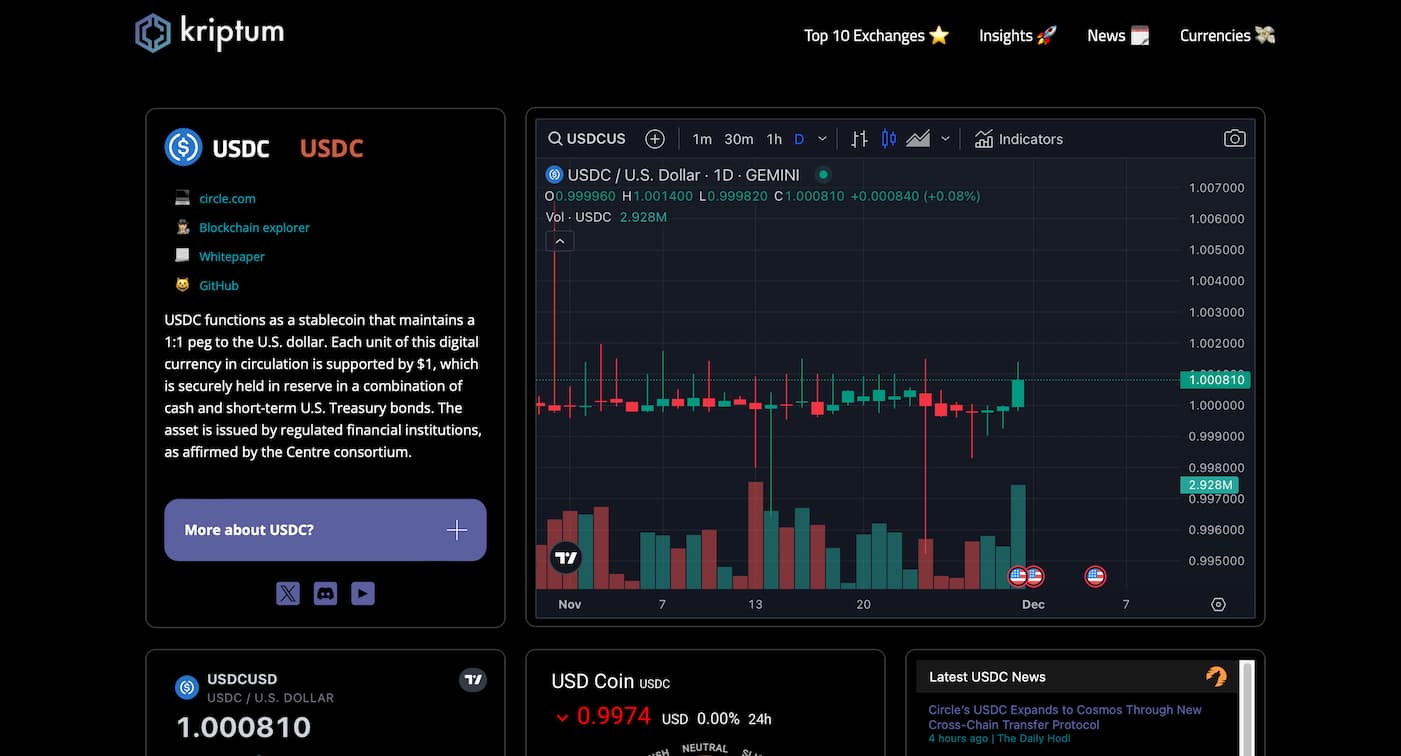 kriptum
Top 10 Exchanges
Insights
News
Currencies
USDC
USDC
circle.com
Blockchain explorer
Whitepaper
GitHub
USDC functions as a stablecoin that maintains a
1:1 peg to the U.S. dollar. Each unit of this digital
currency in circulation is supported by $1, which
is securely held in reserve in a combination of
cash and short-term U.S. Treasury bonds. The
asset is issued by regulated financial institutions,
as affirmed by the Centre consortium.
More about USDC?
USDCUS
1m 30m 1h D
Indicators
USDC / U.S. Dollar · 1D · GEMINI
O0.999960 H1.001400 L0.999820 C1.000810 +0.000840 (+0.08%)
Vol · USDC 2.928M
1.007000
1.006000
1.005000
1.004000
1.003000
1.002000
1.000810
1.000000
0.999000
0.998000
2.928M
0.997000
0.996000
0.995000
Nov 7 13 20 Dec 7
USDCUSD
USDC / U.S. DOLLAR
1.000810
USD Coin USDC
0.9974 USD 0.00% 24h
NEUTRAL
Latest USDC News
Circle's USDC Expands to Cosmos Through New
Cross-Chain Transfer Protocol
4 hours ago | The Daily Hodl